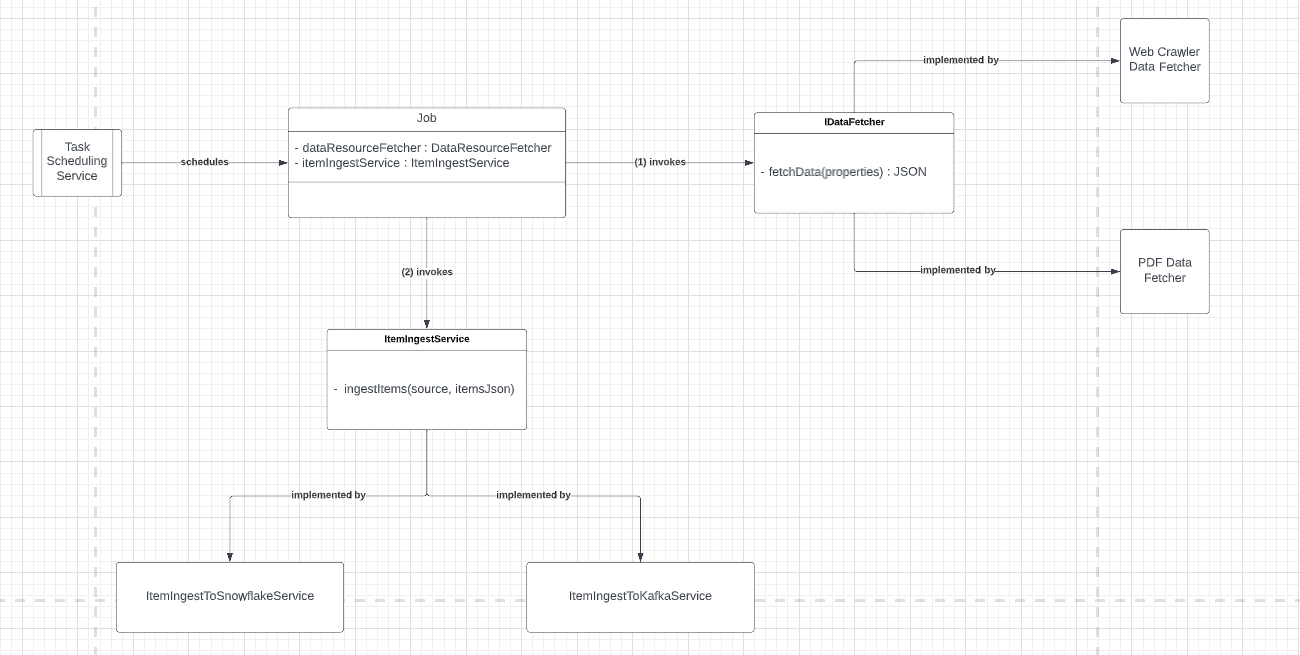 implemented by
Web Crawler
Data Fetcher
Job
- dataResourceFetcher : DataResourceFetcher
- itemIngestService : ItemIngestService
IDataFetcher
- fetchData(properties) : JSON
Task
Scheduling
Service
schedules
(1) invokes
implemented by
PDF Data
Fetcher
(2) invokes
ItemIngestService
- ingestItems(source, itemsJson)
implemented by
implemented by
ItemIngestToSnowflakeService
ItemIngestToKafkaService